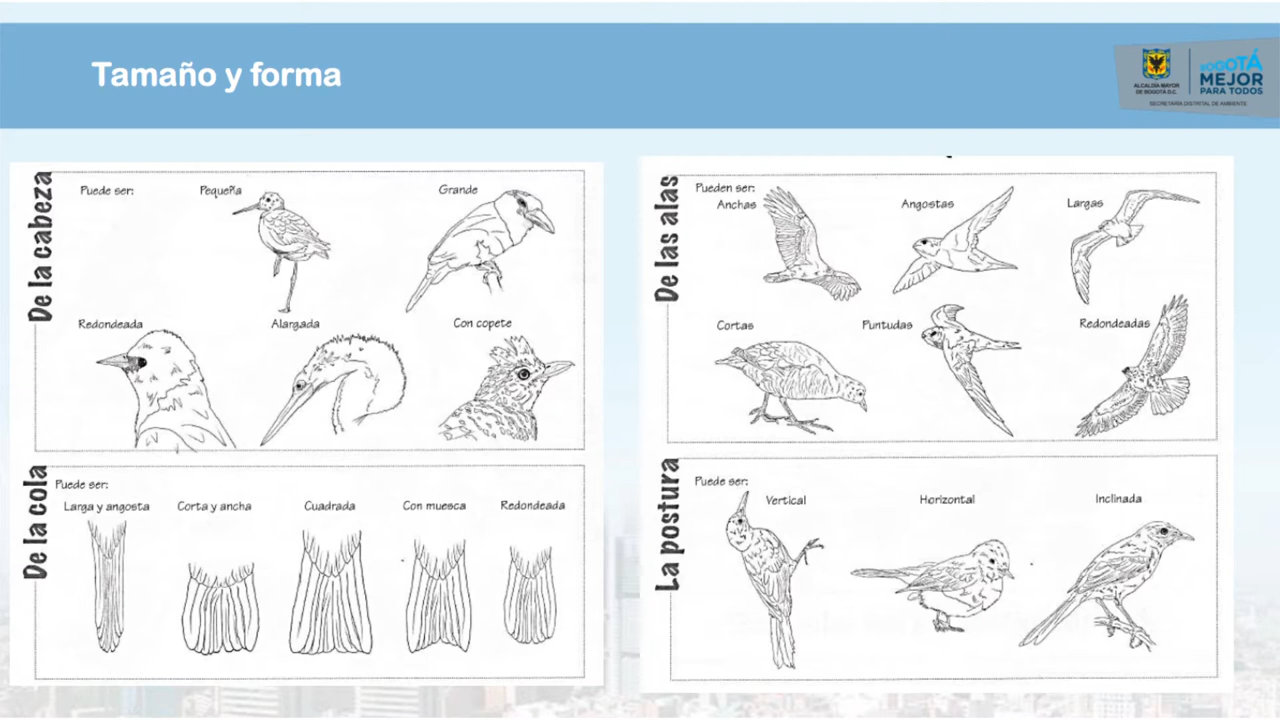 Tamaño y forma
ALCALDÍA MAYOR
DE BOGOTÁ D.C.
BOGOTÁ
MEJOR
PARA TODOS
SECRETARÍA DISTRITAL DE AMBIENTE
De la cabeza
Puede ser:
Pequeña
Grande
Redondeada
Alargada
Con copete
De la cola
Puede ser:
Larga y angosta
Corta y ancha
Cuadrada
Con muesca
Redondeada
De las alas
Pueden ser:
Anchas
Angostas
Largas
Cortas
Puntudas
Redondeadas
La postura
Puede ser:
Vertical
Horizontal
Inclinada